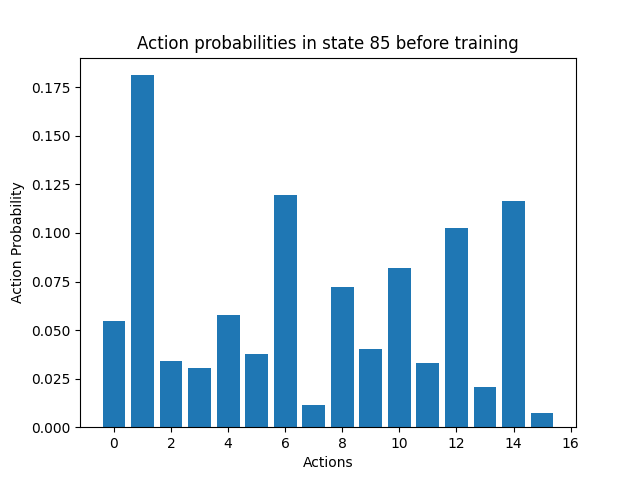 Action probabilities in state 85 before training
0.175
0.150
0.125
0.100
0.075
0.050
0.025
0.000
Action Probability
0 2 4 6 8 10 12 14 16
Actions